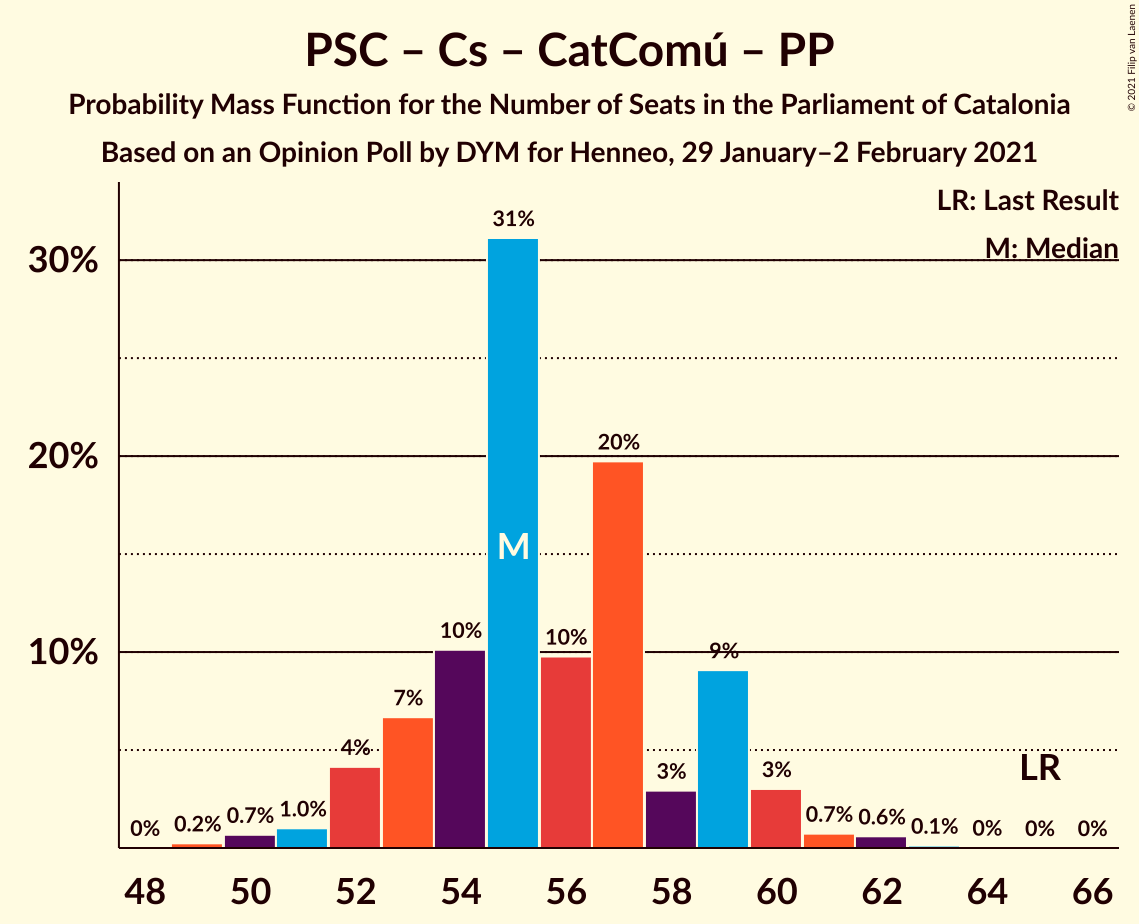 PSC – Cs – CatComú – PP
Probability Mass Function for the Number of Seats in the Parliament of Catalonia
Based on an Opinion Poll by DYM for Henneo, 29 January–2 February 2021
© 2021 Filip van Laenen
LR: Last Result
M: Median
30%
20%
10%
0%
0.2%
0.7%
1.0%
4%
7%
10%
31%
10%
20%
3%
9%
3%
0.7%
0.6%
0.1%
0%
0%
0%
M
LR
48 50 52 54 56 58 60 62 64 66